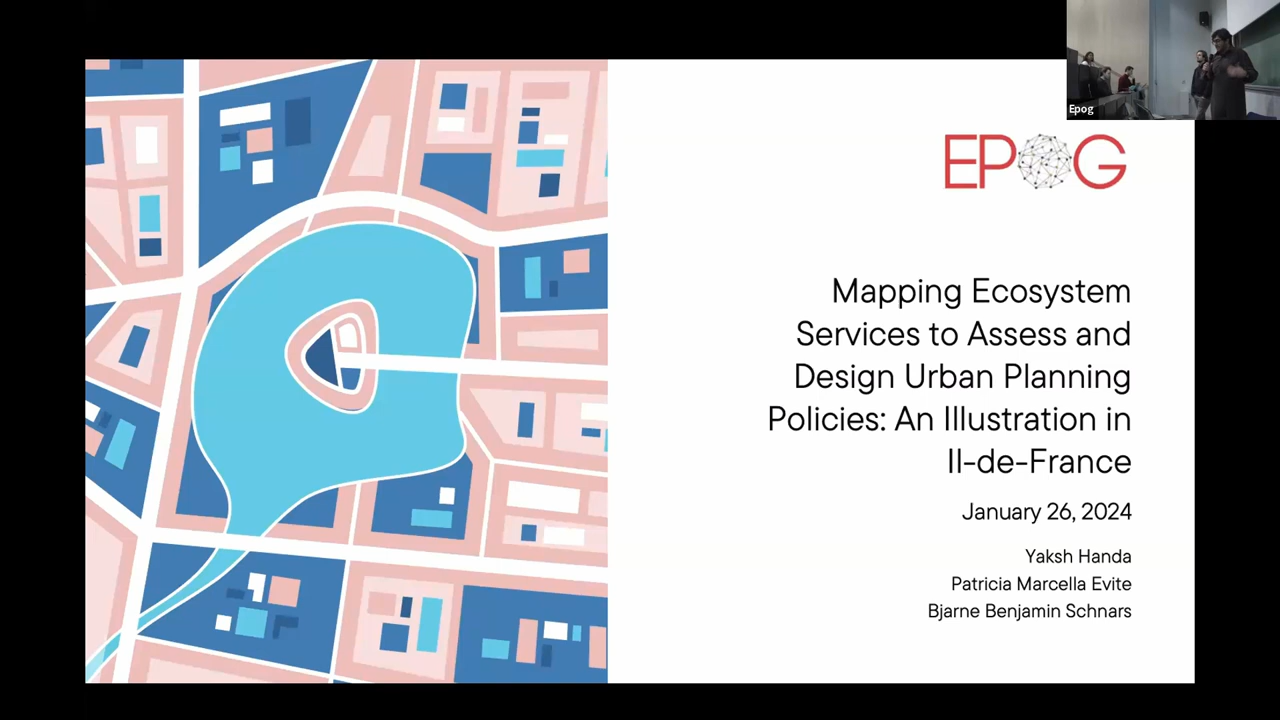 Epog
EPOG
Mapping Ecosystem
Services to Assess and
Design Urban Planning
Policies: An Illustration in
Il-de-France
January 26, 2024
Yaksh Handa
Patricia Marcella Evite
Bjarne Benjamin Schnars